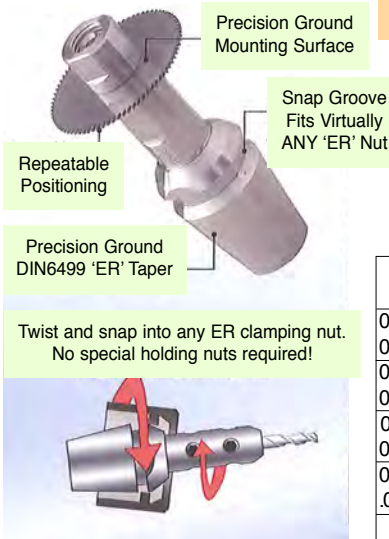 Precision Ground
Mounting Surface
Snap Groove
Fits Virtually
ANY ‘ER’ Nut
Repeatable
Positioning
Precision Ground
DIN6499 ‘ER’ Taper
Twist and snap into any ER clamping nut.
No special holding nuts required!